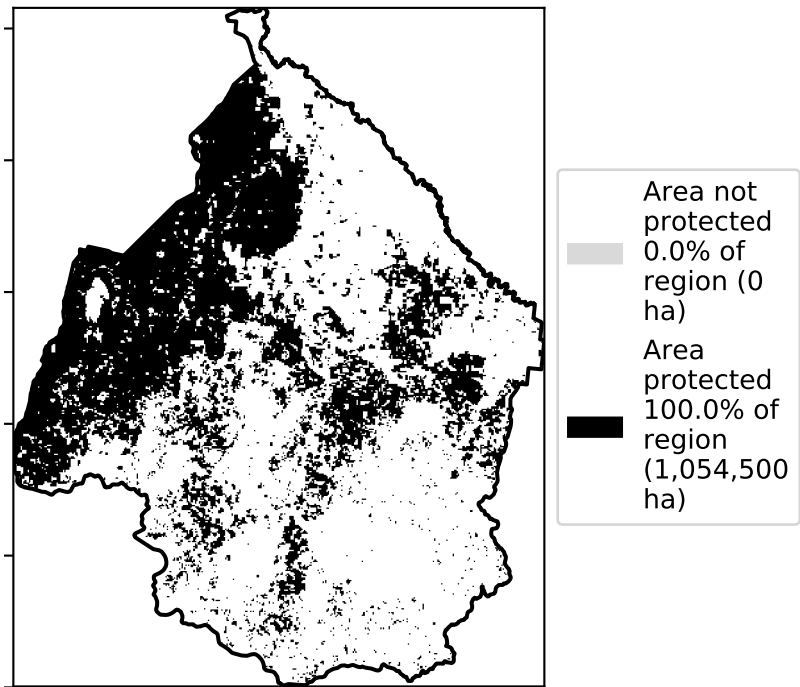 Area not
protected
0.0% of
region (0
ha)
Area
protected
100.0% of
region
(1,054,500
ha)